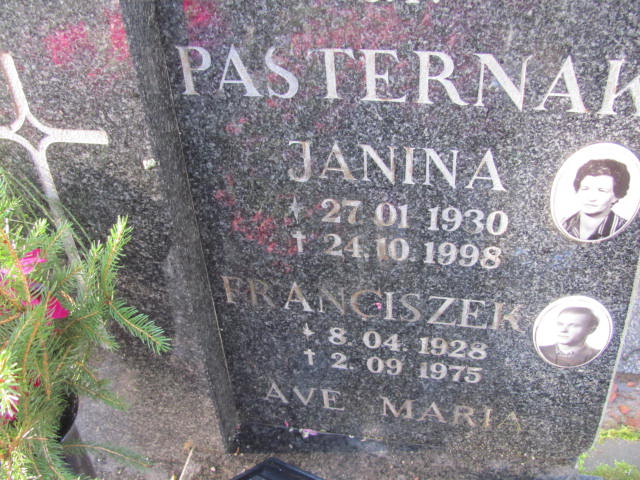 PASTERNAK
JANINA
* 27 01 1930
† 24.10.1998
FRANCISZEK
* 8.04.1928
† 2.09 1975
AVE MARIA